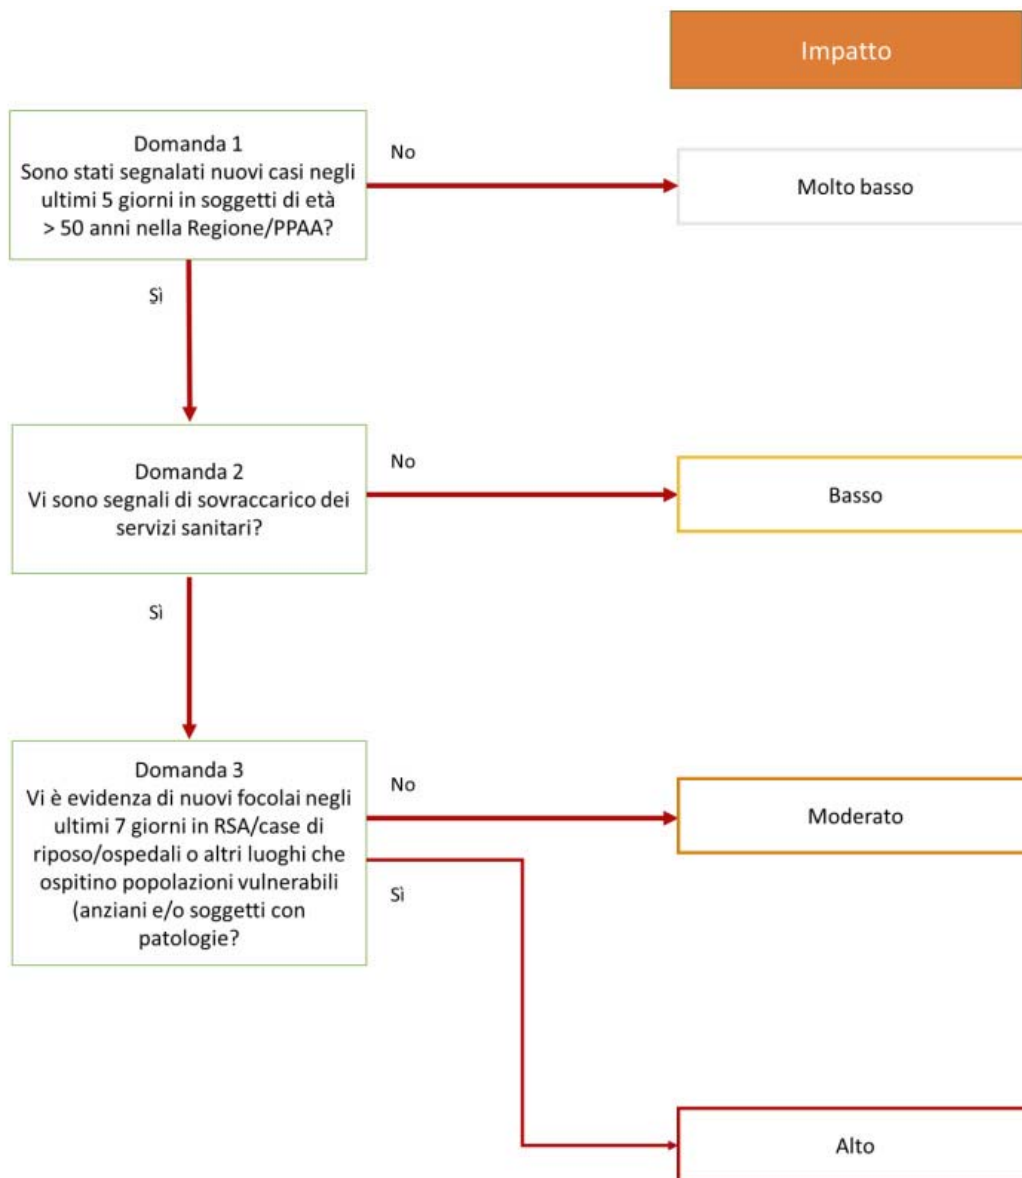 Impatto
Domanda 1
Sono stati segnalati nuovi casi negli
ultimi 5 giorni in soggetti di età
> 50 anni nella Regione/PPAA?
No
Molto basso
Sì
Domanda 2
Vi sono segnali di sovraccarico dei
servizi sanitari?
No
Basso
Sì
Domanda 3
Vi è evidenza di nuovi focolai negli
ultimi 7 giorni in RSA/case di
riposo/ospedali o altri luoghi che
ospitino popolazioni vulnerabili
(anziani e/o soggetti con
patologie?
No
Moderato
Sì
Alto